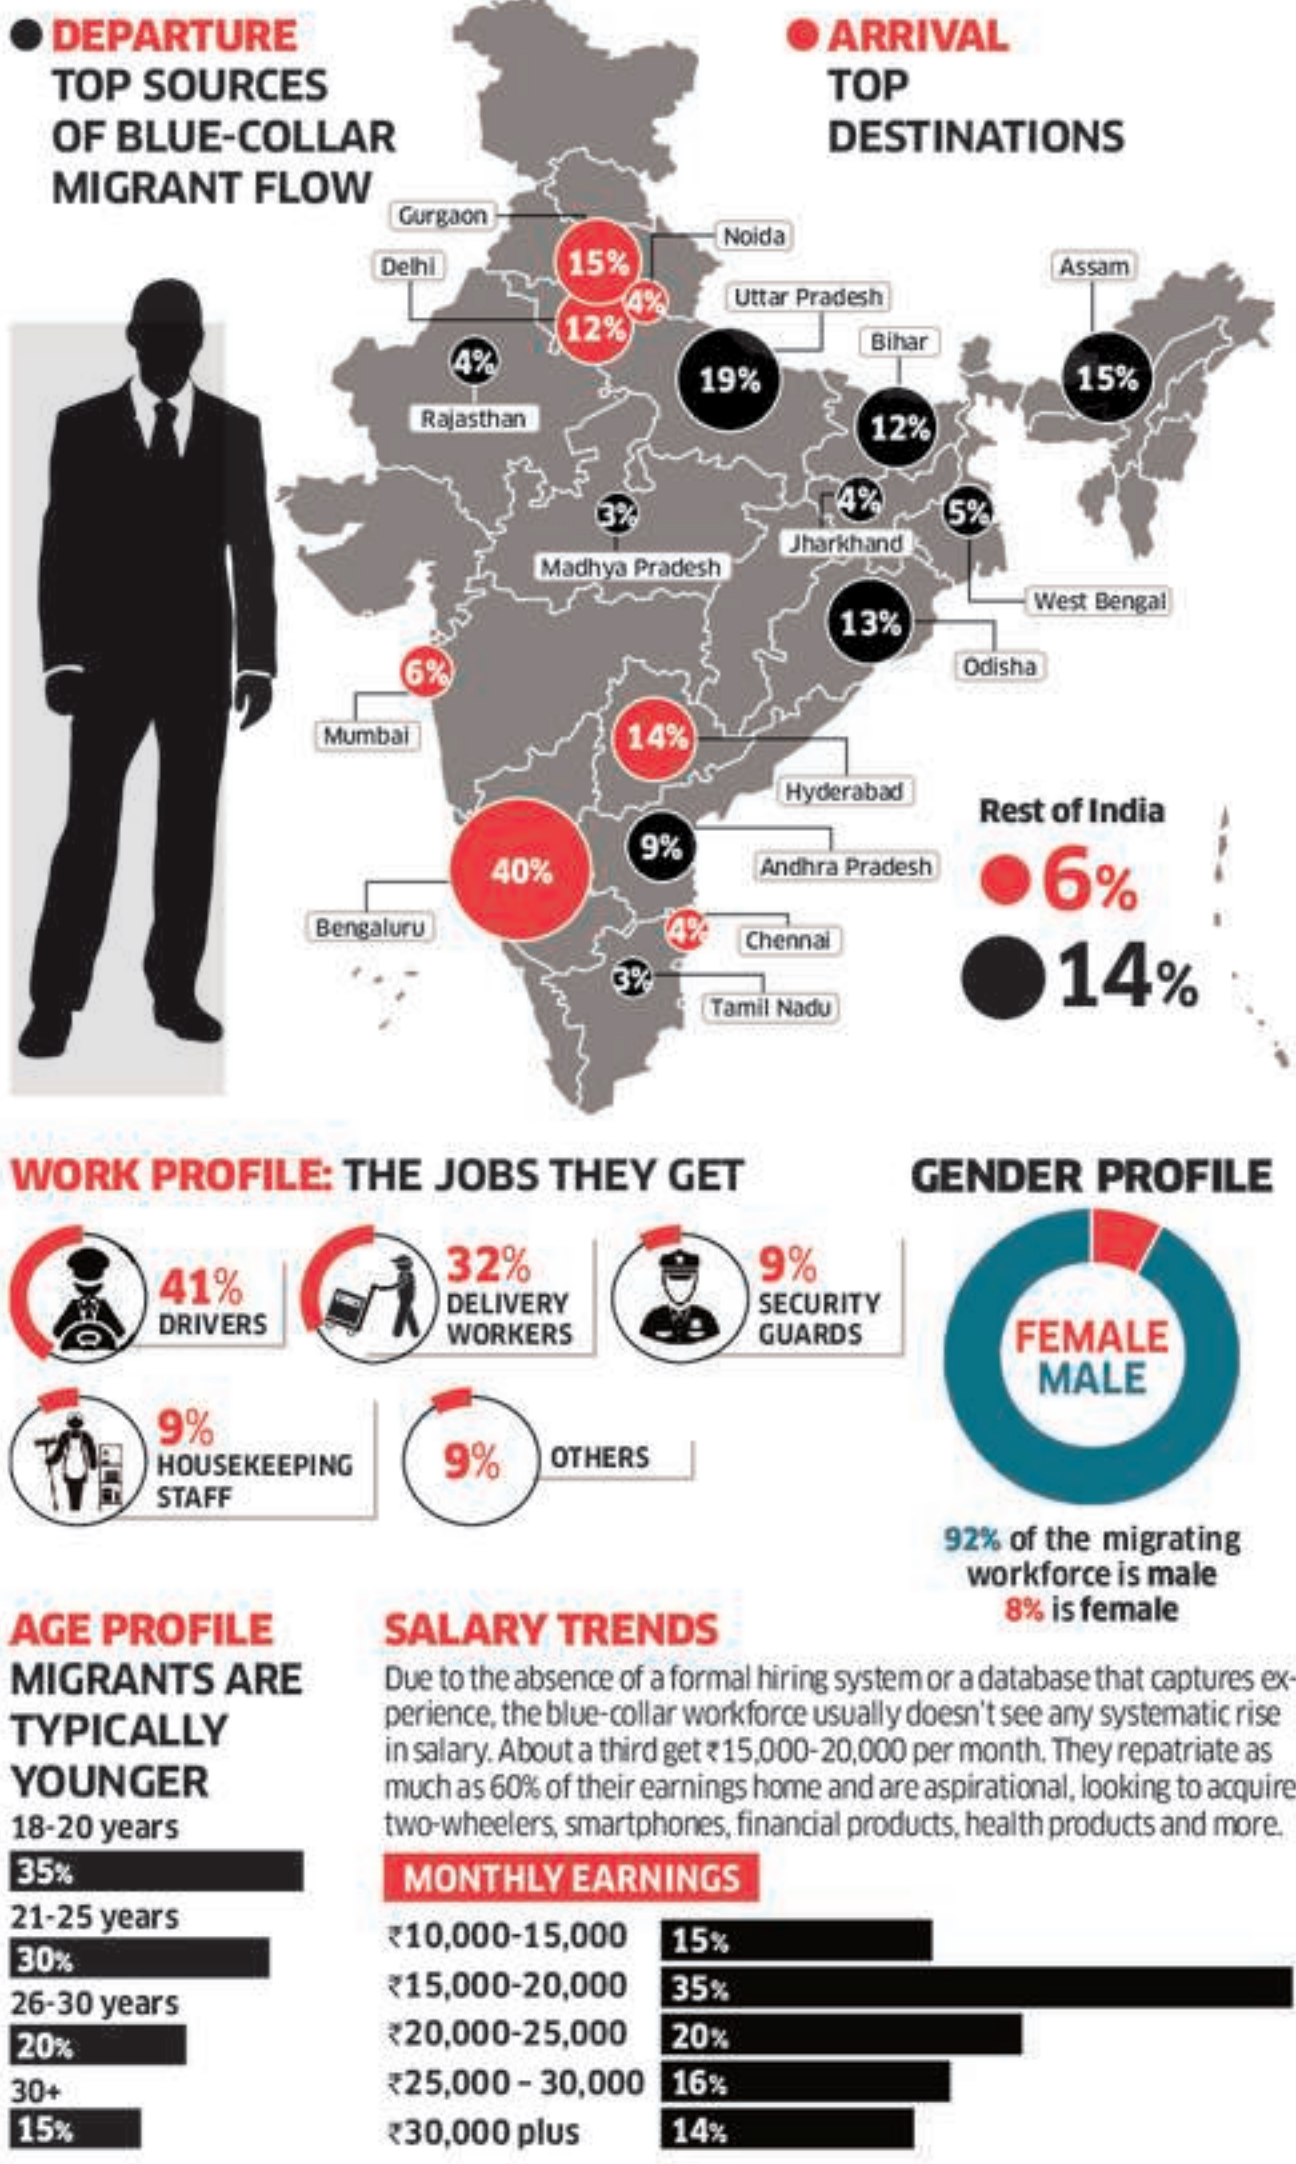 DEPARTURE
TOP SOURCES
OF BLUE-COLLAR
MIGRANT FLOW
ARRIVAL
TOP
DESTINATIONS
Gurgaon
15%
Noida
4%
Delhi
12%
Uttar Pradesh
19%
Assam
15%
Bihar
12%
4%
Rajasthan
3%
Madhya Pradesh
4%
Jharkhand
5%
West Bengal
13%
Odisha
6%
Mumbai
14%
Hyderabad
9%
Andhra Pradesh
40%
Bengaluru
4%
Chennai
3%
Tamil Nadu
Rest of India
6%
14%
WORK PROFILE: THE JOBS THEY GET
41%
DRIVERS
32%
DELIVERY
WORKERS
9%
SECURITY
GUARDS
9%
HOUSEKEEPING
STAFF
9%
OTHERS
GENDER PROFILE
FEMALE
MALE
92% of the migrating
workforce is male
8% is female
AGE PROFILE
MIGRANTS ARE
TYPICALLY
YOUNGER
18-20 years
35%
21-25 years
30%
26-30 years
20%
30+
15%
SALARY TRENDS
Due to the absence of a formal hiring system or a database that captures ex-
perience, the blue-collar workforce usually doesn't see any systematic rise
in salary. About a third get ₹15,000-20,000 per month. They repatriate as
much as 60% of their earnings home and are aspirational, looking to acquire
two-wheelers, smartphones, financial products, health products and more.
MONTHLY EARNINGS
₹10,000-15,000 15%
₹15,000-20,000 35%
₹20,000-25,000 20%
₹25,000 - 30,000 16%
₹30,000 plus 14%